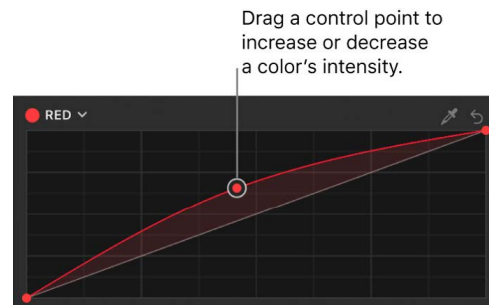 Drag a control point to
increase or decrease
a color's intensity.
RED